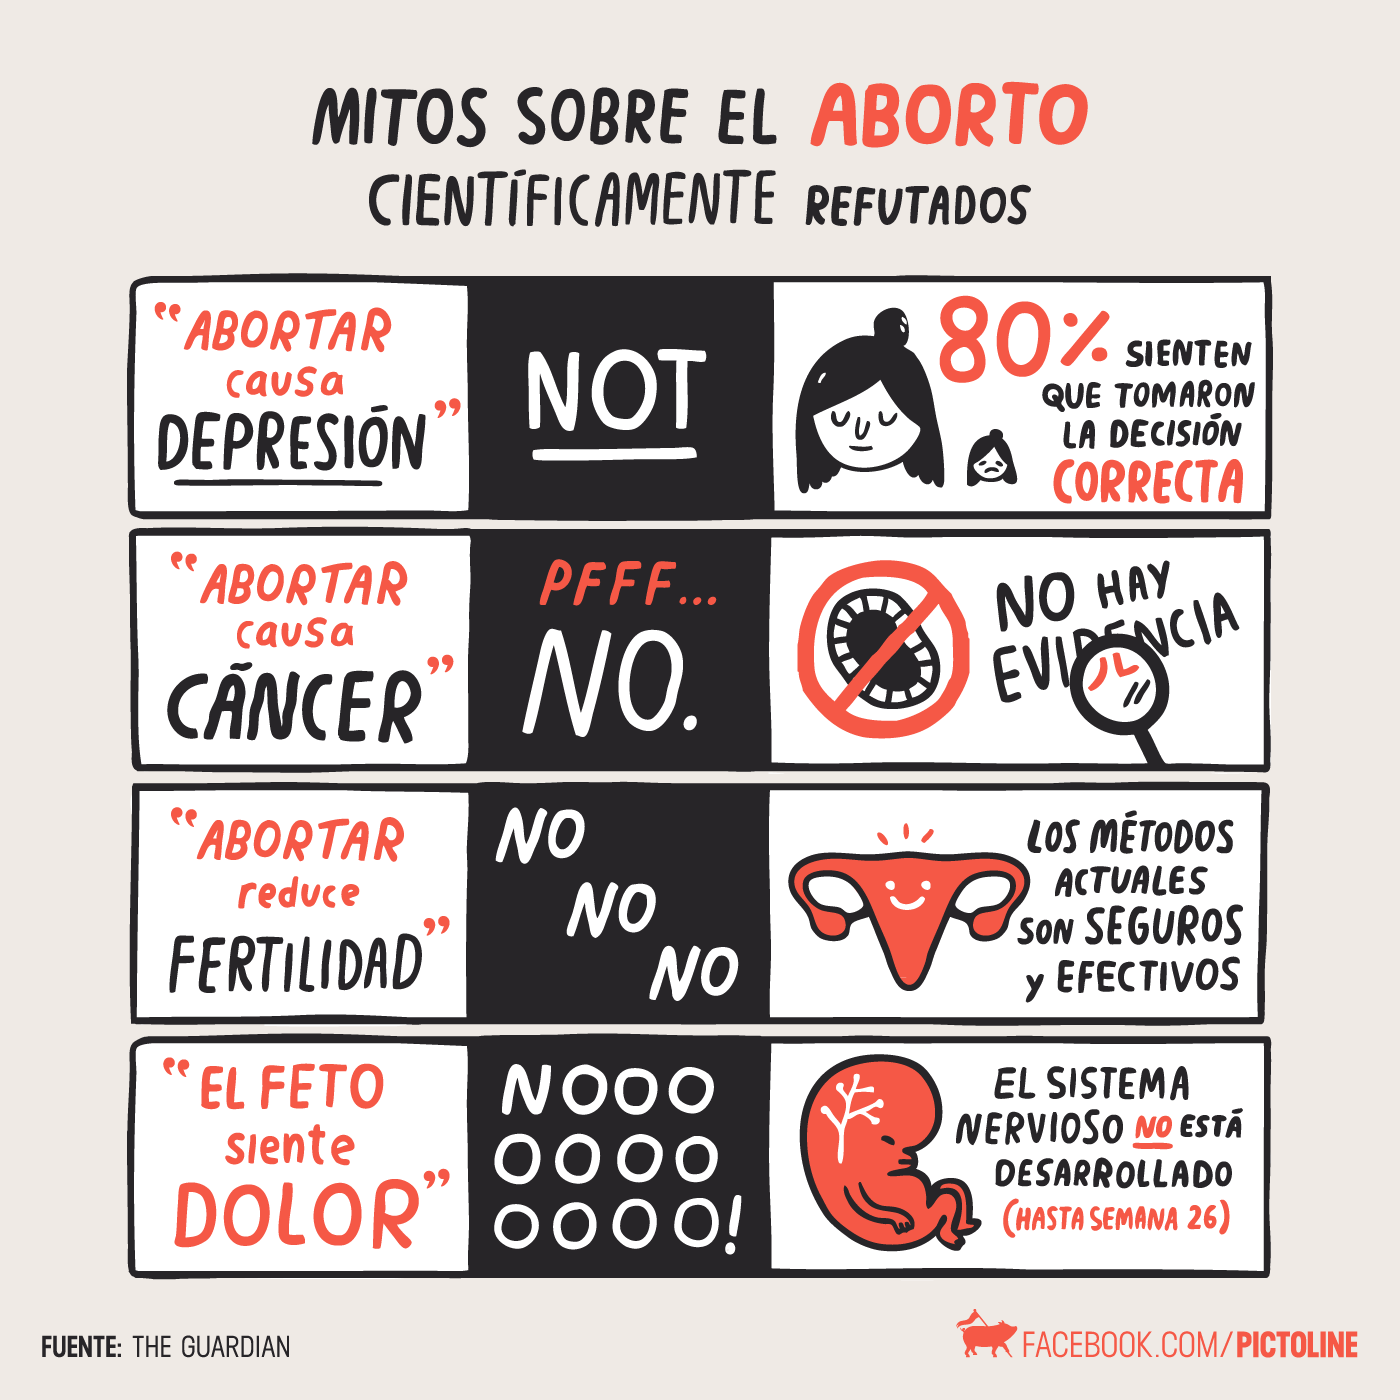 MITOS SOBRE EL ABORTO
CIENTÍFICAMENTE REFUTADOS
“ABORTAR
causa
DEPRESIÓN”
NOT
80% SIENTEN
QUE TOMARON
LA DECISIÓN
CORRECTA
“ABORTAR
causa
CÃNCER”
PFFF...
NO.
NO HAY
EVIDENCIA
“ABORTAR
reduce
FERTILIDAD”
NO
NO
NO
LOS MÉTODOS
ACTUALES
SON SEGUROS
y EFECTIVOS
“EL FETO
siente
DOLOR”
NOOO
OOOO
OOOO!
EL SISTEMA
NERVIOSO NO ESTÁ
DESARROLLADO
(HASTA SEMANA 26)
FUENTE: THE GUARDIAN
FACEBOOK.COM/PICTOLINE